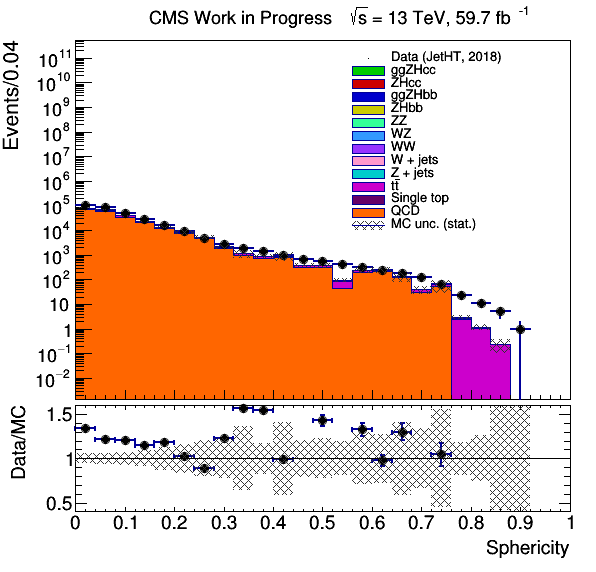 CMS Work in Progress √s = 13 TeV, 59.7 fb⁻¹
Events/0.04
10¹¹
10¹⁰
10⁹
10⁸
10⁷
10⁶
10⁵
10⁴
10³
10²
10
1
10⁻¹
10⁻²
Data (JetHT, 2018)
ggZHcc
ZHcc
ggZHbb
ZHbb
ZZ
WZ
WW
W + jets
Z + jets
tt̄
Single top
QCD
MC unc. (stat.)
Data/MC
1.5
1
0.5
0 0.1 0.2 0.3 0.4 0.5 0.6 0.7 0.8 0.9 1
Sphericity